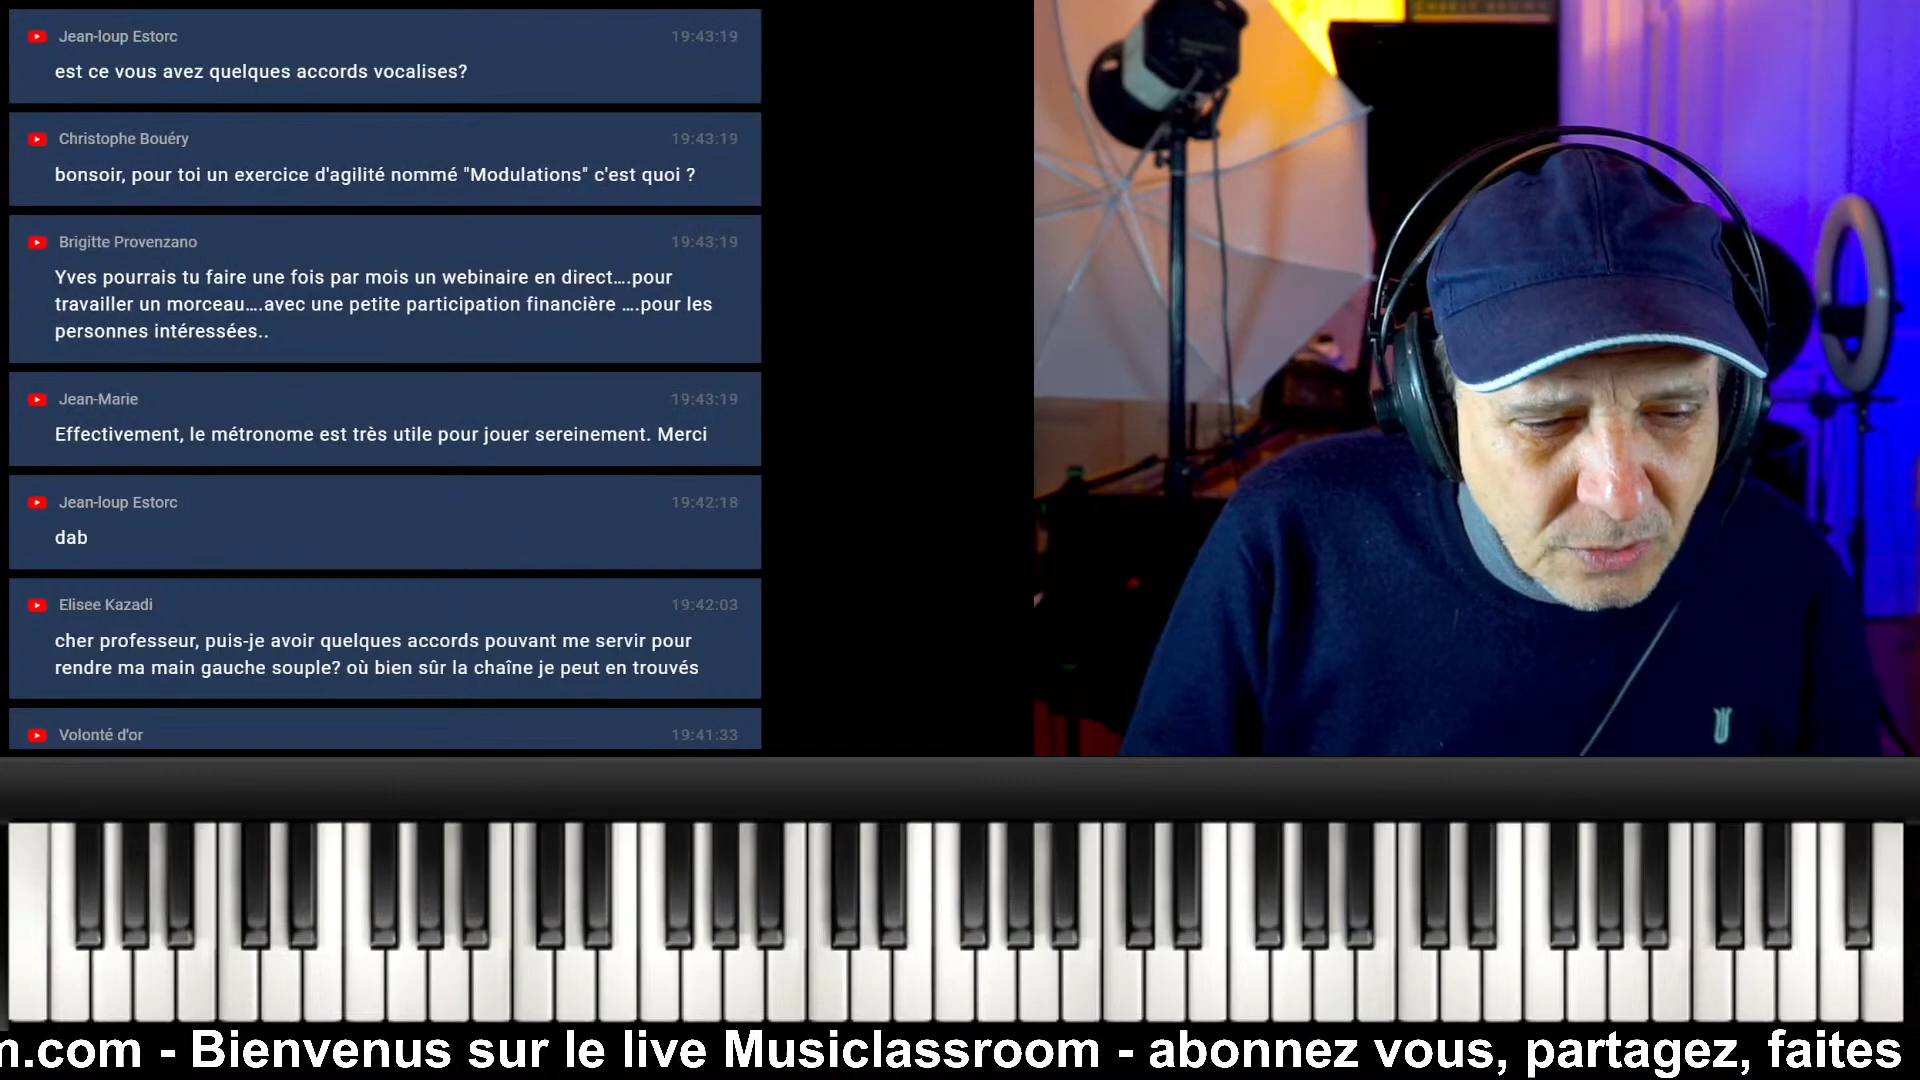 Jean-loup Estorc 19:43:19
est ce vous avez quelques accords vocalises?
Christophe Bouéry 19:43:19
bonsoir, pour toi un exercice d'agilité nommé "Modulations" c'est quoi ?
Brigitte Provenzano 19:43:19
Yves pourrais tu faire une fois par mois un webinaire en direct....pour
travailler un morceau....avec une petite participation financière ....pour les
personnes intéressées..
Jean-Marie 19:43:19
Effectivement, le métronome est très utile pour jouer sereinement. Merci
Jean-loup Estorc 19:42:18
dab
Elisee Kazadi 19:42:03
cher professeur, puis-je avoir quelques accords pouvant me servir pour
rendre ma main gauche souple? où bien sûr la chaîne je peut en trouvés
Volonté d'or 19:41:33
m.com - Bienvenus sur le live Musiclassroom - abonnez vous, partagez, faites